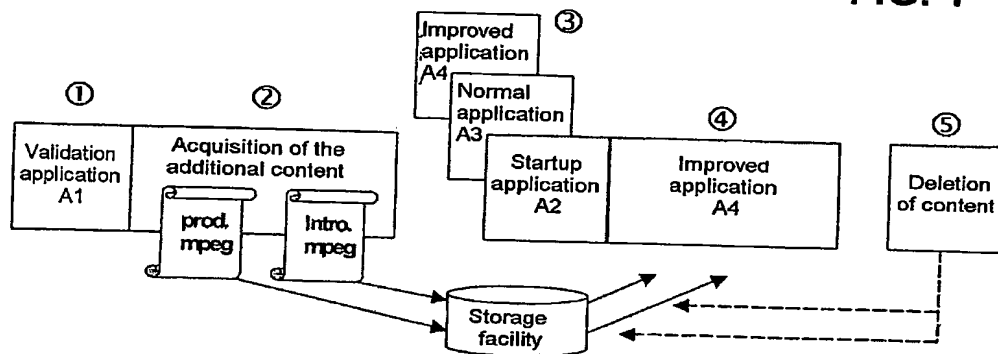 ③
Improved
application
A4
Normal
application
A3
①
②
④
⑤
Validation
application
A1
Acquisition of the
additional content
Startup
application
A2
Improved
application
A4
Deletion
of content
prod.
mpeg
Intro.
mpeg
Storage
facility